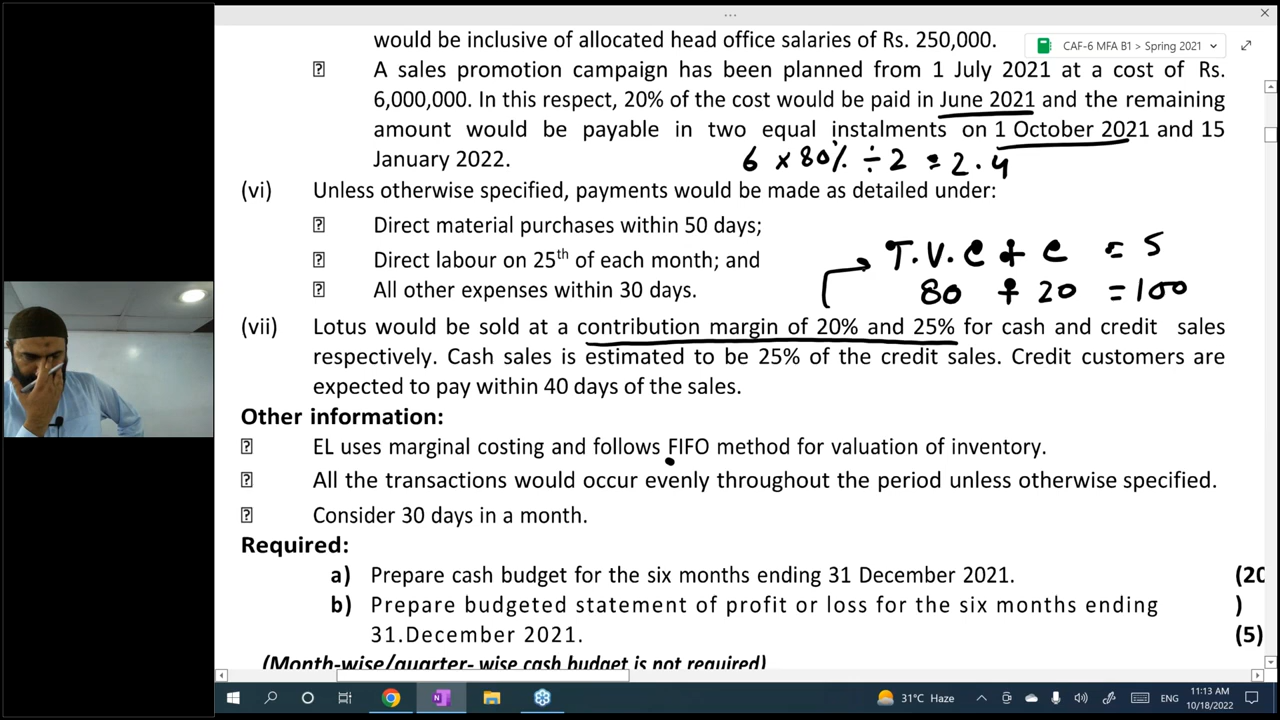 would be inclusive of allocated head office salaries of Rs. 250,000.
CAF-6 MFA B1 > Spring 2021
A sales promotion campaign has been planned from 1 July 2021 at a cost of Rs.
6,000,000. In this respect, 20% of the cost would be paid in June 2021 and the remaining
amount would be payable in two equal instalments on 1 October 2021 and 15
January 2022.
6 × 80% ÷ 2 = 2.4
(vi) Unless otherwise specified, payments would be made as detailed under:
Direct material purchases within 50 days;
Direct labour on 25th of each month; and
All other expenses within 30 days.
T.V.C + C = S
80 + 20 = 100
(vii) Lotus would be sold at a contribution margin of 20% and 25% for cash and credit sales
respectively. Cash sales is estimated to be 25% of the credit sales. Credit customers are
expected to pay within 40 days of the sales.
Other information:
EL uses marginal costing and follows FIFO method for valuation of inventory.
All the transactions would occur evenly throughout the period unless otherwise specified.
Consider 30 days in a month.
Required:
a) Prepare cash budget for the six months ending 31 December 2021. (20
b) Prepare budgeted statement of profit or loss for the six months ending )
31.December 2021. (5)
(Month-wise/quarter- wise cash budget is not required)
31°C Haze
ENG
11:13 AM
10/18/2022